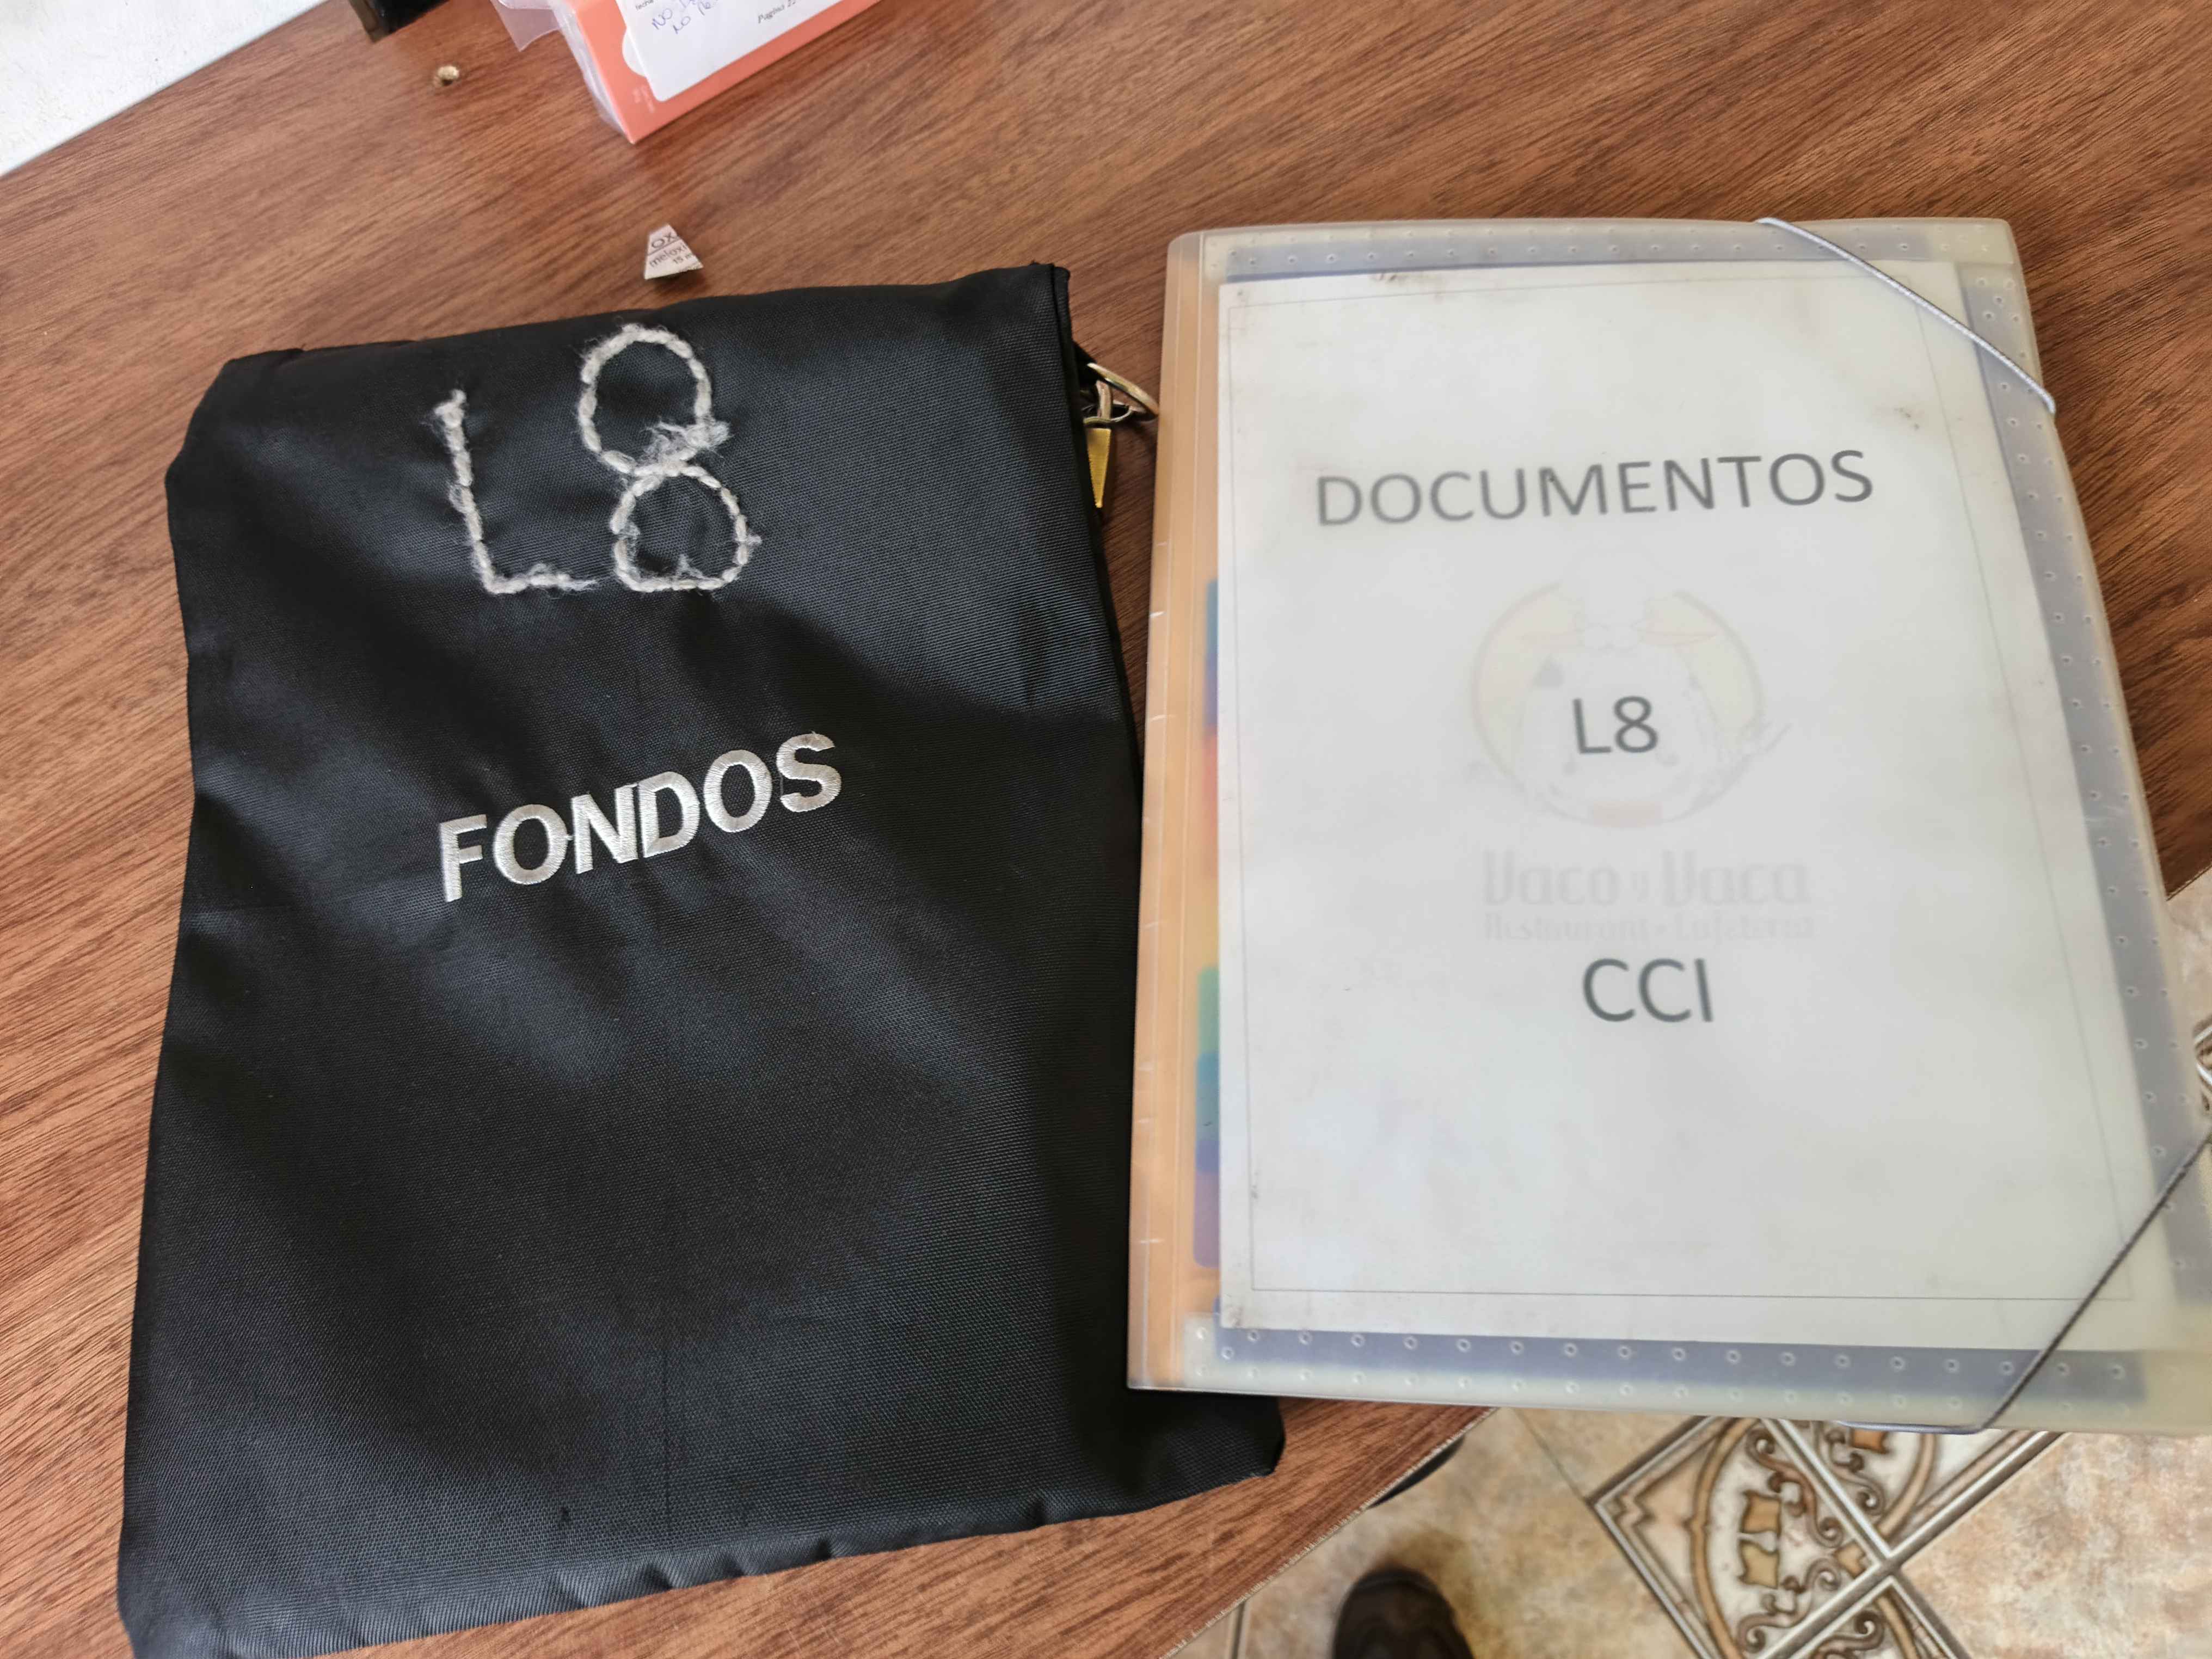 L8
FONDOS
DOCUMENTOS
L8
Vaco y Vaca
CCI